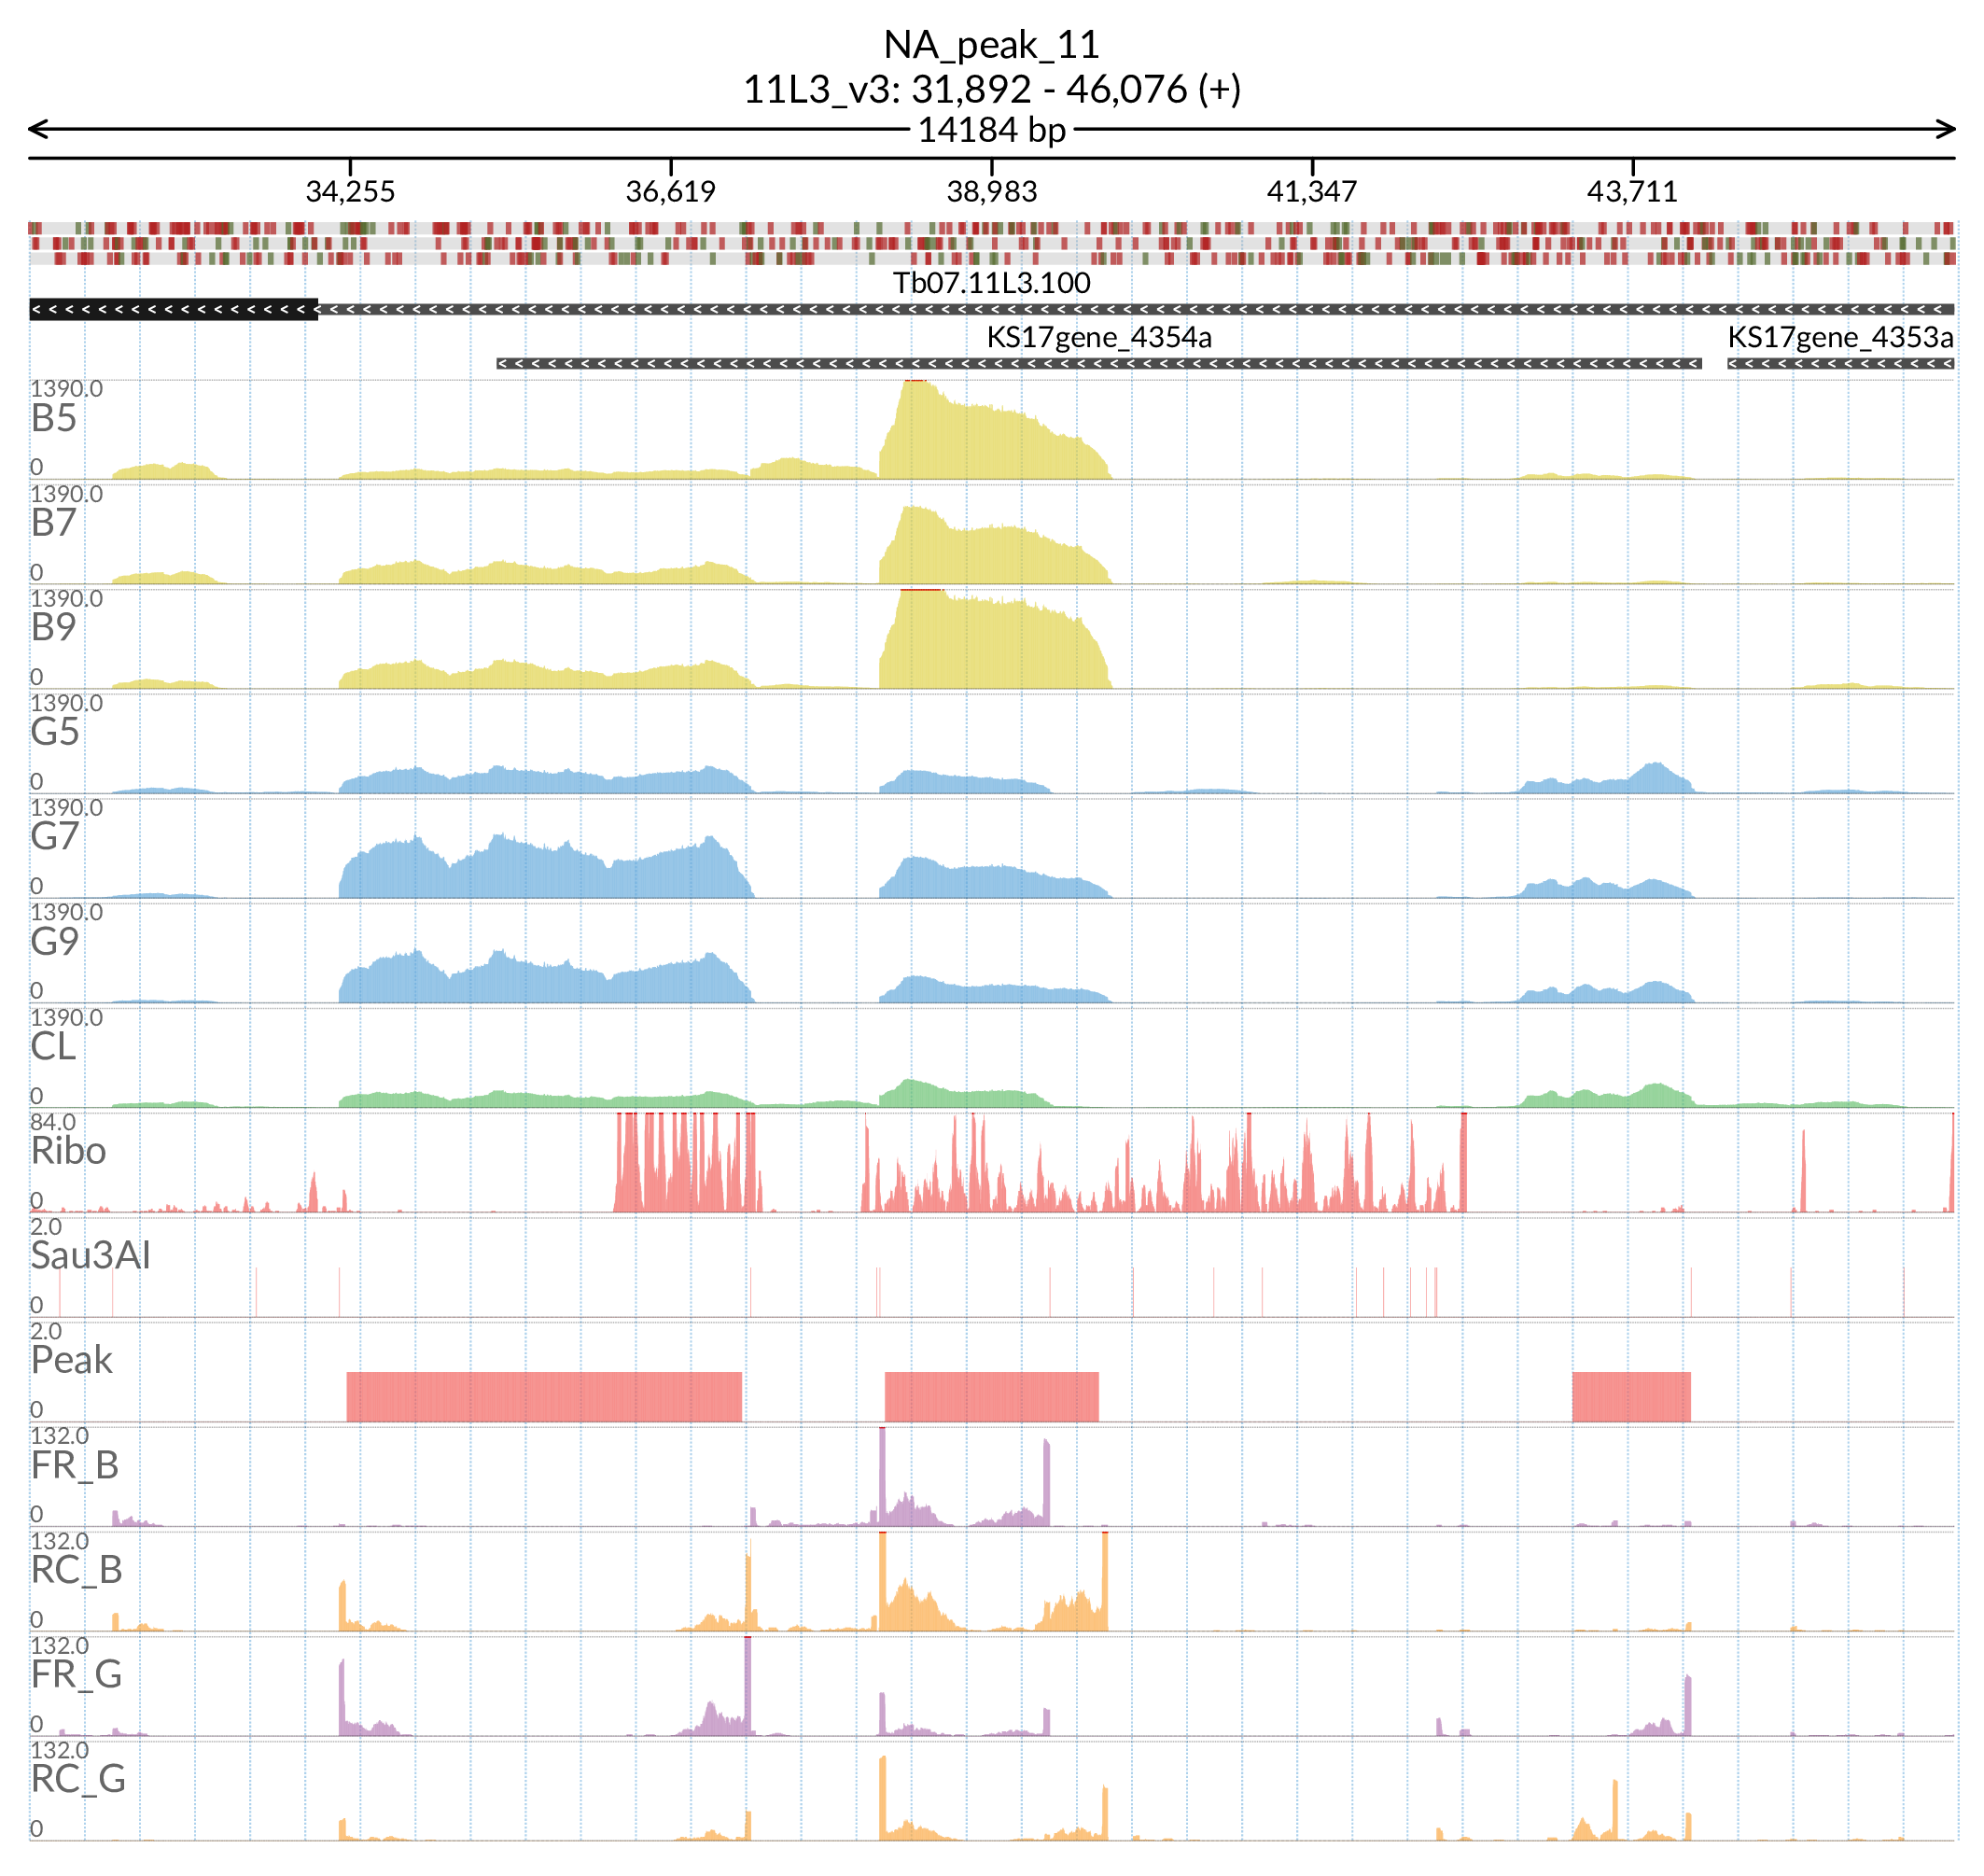 NA_peak_11
11L3_v3: 31,892 - 46,076 (+)
14184 bp
34,255 36,619 38,983 41,347 43,711
Tb07.11L3.100
KS17gene_4354a KS17gene_4353a
1390.0
B5
0
1390.0
B7
0
1390.0
B9
0
1390.0
G5
0
1390.0
G7
0
1390.0
G9
0
1390.0
CL
0
84.0
Ribo
0
2.0
Sau3AI
0
2.0
Peak
0
132.0
FR_B
0
132.0
RC_B
0
132.0
FR_G
0
132.0
RC_G
0